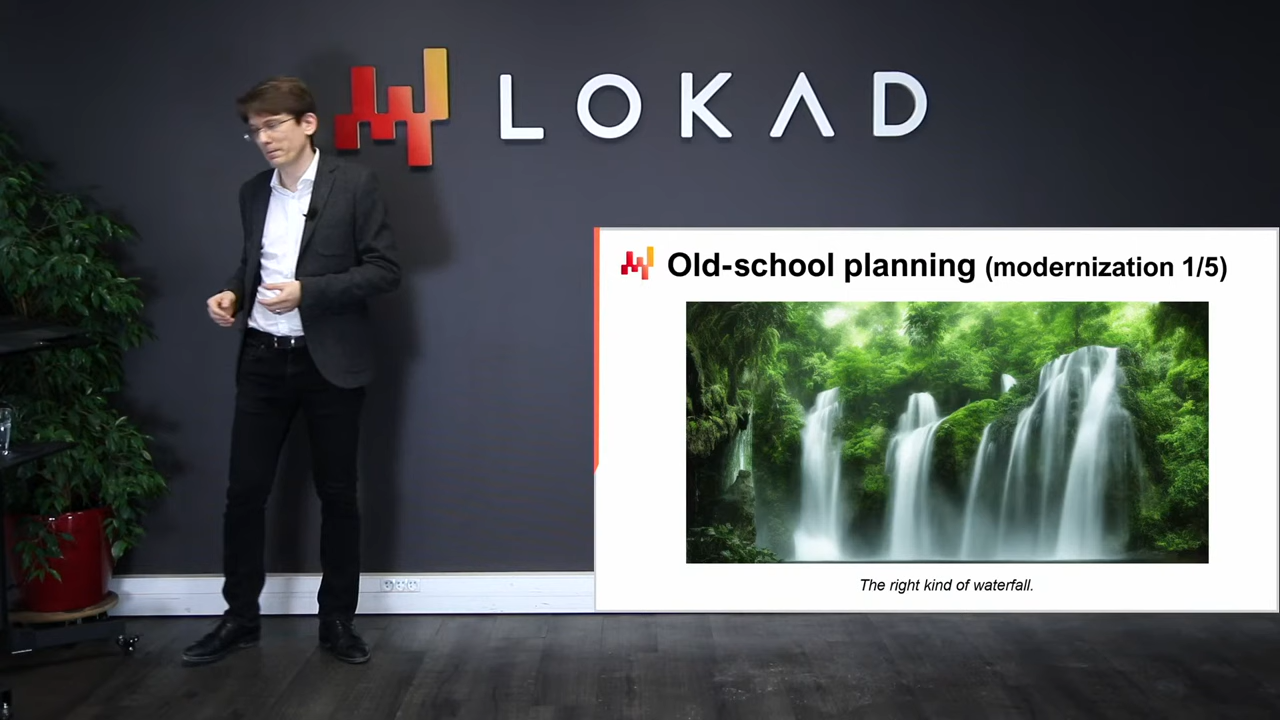 LOKAD
Old-school planning (modernization 1/5)
The right kind of waterfall.